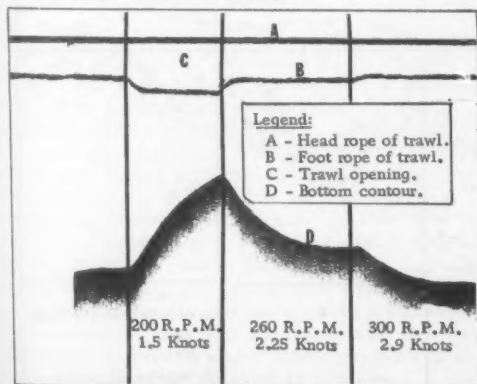 A
C
B
Legend:
A - Head rope of trawl.
B - Foot rope of trawl.
C - Trawl opening.
D - Bottom contour.
D
200 R.P.M.
1.5 Knots
260 R.P.M.
2.25 Knots
300 R.P.M.
2.9 Knots